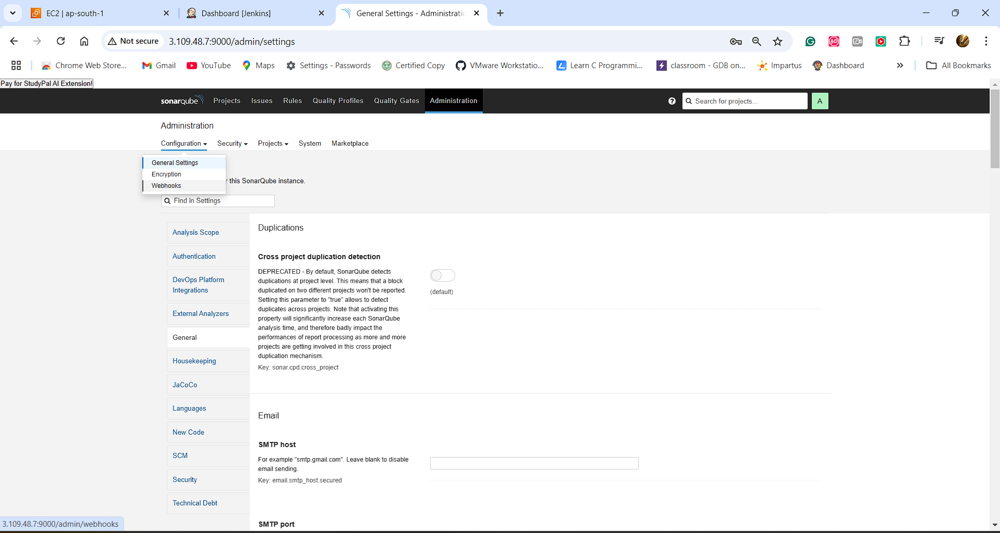 EC2 | ap-south-1
Dashboard [Jenkins]
General Settings - Administratic
Not secure
3.109.48.7:9000/admin/settings
Chrome Web Store...
Gmail
YouTube
Maps
Settings - Passwords
Certified Copy
VMware Workstatio...
Learn C Programmi...
classroom - GDB on...
Impartus
Dashboard
All Bookmarks
Pay for StudyPal AI Extension!
sonarqube
Projects
Issues
Rules
Quality Profiles
Quality Gates
Administration
Search for projects...
A
Administration
Configuration
Security
Projects
System
Marketplace
General Settings
Encryption
Webhooks
r this SonarQube instance.
Find in Settings
Analysis Scope
Authentication
DevOps Platform
Integrations
External Analyzers
General
Housekeeping
JaCoCo
Languages
New Code
SCM
Security
Technical Debt
Duplications
Cross project duplication detection
DEPRECATED - By default, SonarQube detects
duplications at project level. This means that a block
duplicated on two different projects won't be reported.
Setting this parameter to "true" allows to detect
duplicates across projects. Note that activating this
property will significantly increase each SonarQube
analysis time, and therefore badly impact the
performances of report processing as more and more
projects are getting involved in this cross project
duplication mechanism.
Key: sonar.cpd.cross_project
(default)
Email
SMTP host
For example "smtp.gmail.com". Leave blank to disable
email sending.
Key: email.smtp_host.secured
SMTP port
3.109.48.7:9000/admin/webhooks